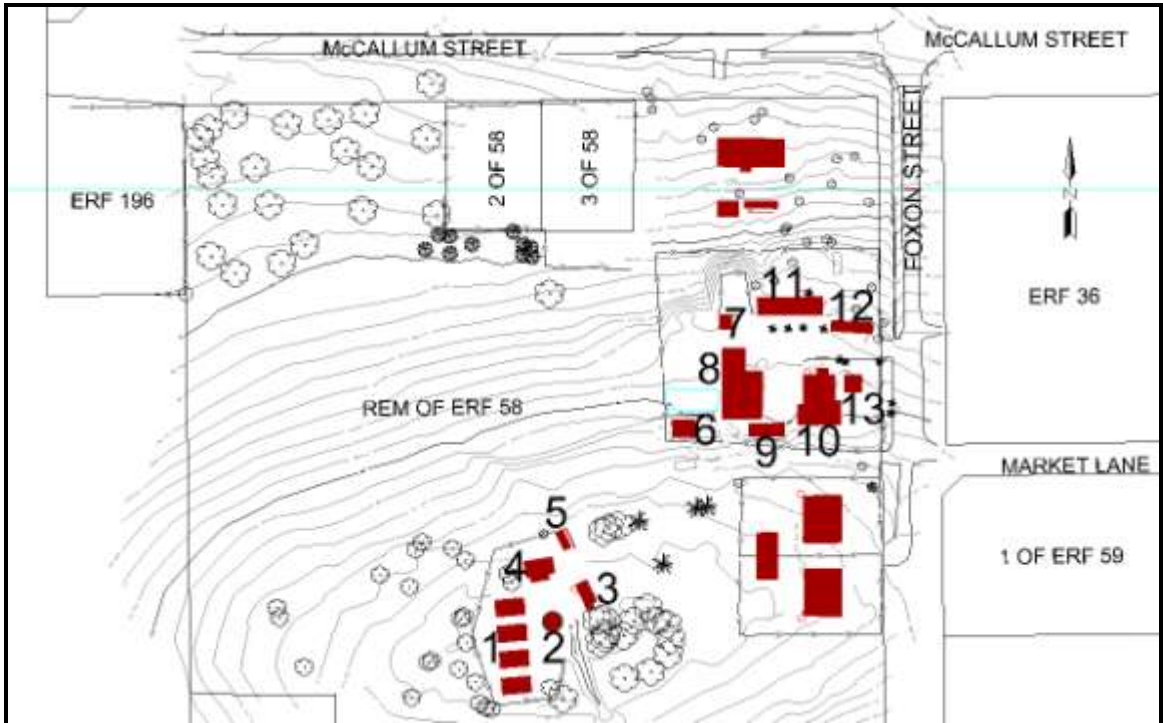 McCALLUM STREET
McCALLUM STREET
FOXON STREET
2 OF 58
3 OF 58
ERF 196
N
ERF 36
11
12
7
8
REM OF ERF 58
13
6
9
10
MARKET LANE
5
4
3
1 OF ERF 59
1
2